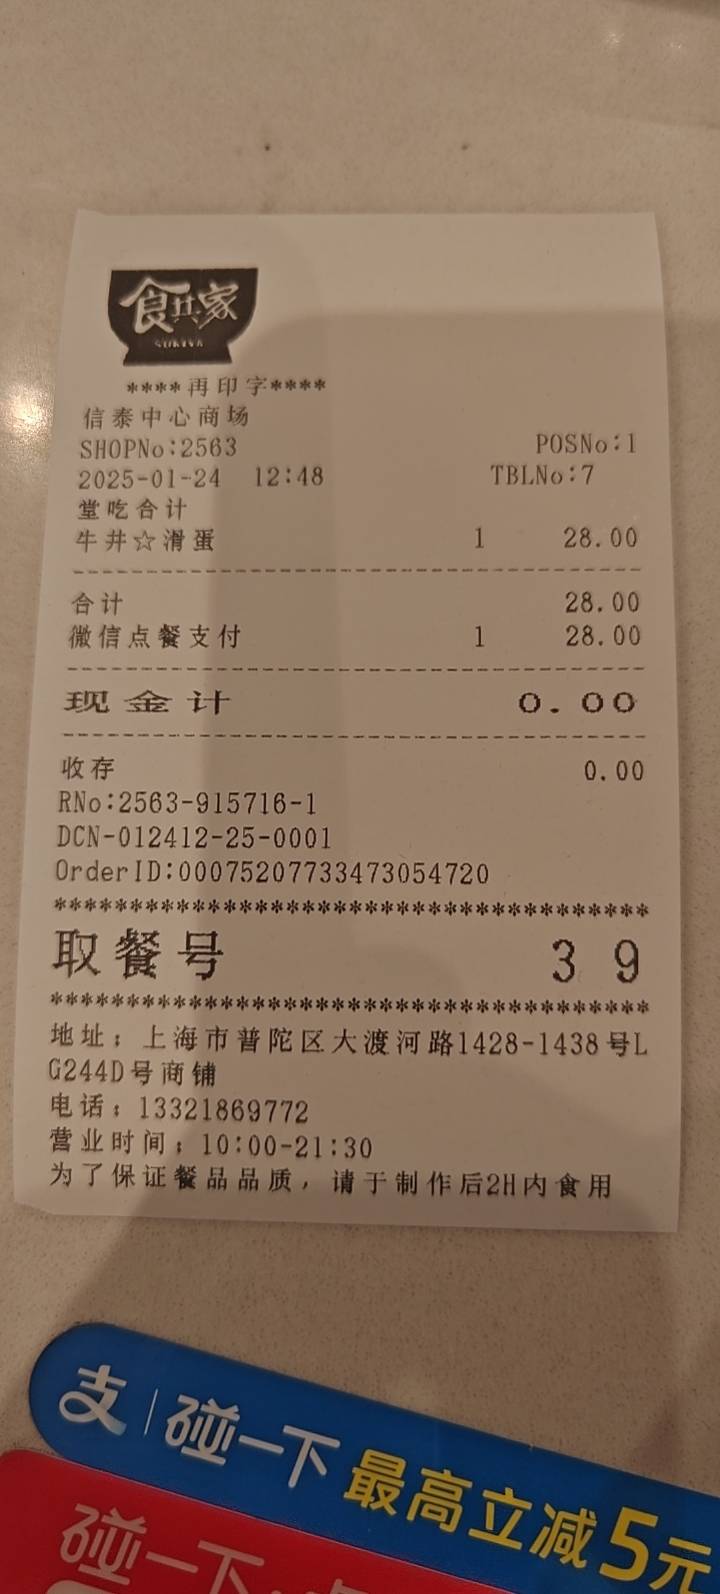 食其家
SUKIYA
****再印字****
信泰中心商场
SHOPNo:2563 POSNo:1
2025-01-24 12:48 TBLNo:7
堂吃合计
牛丼☆滑蛋 1 28.00
合计 28.00
微信点餐支付 1 28.00
现金计 0.00
收存 0.00
RNo:2563-915716-1
DCN-012412-25-0001
OrderID:00075207733473054720
***************************************
取餐号 39
***************************************
地址：上海市普陀区大渡河路1428-1438号L
G244D号商铺
电话：13321869772
营业时间：10:00-21:30
为了保证餐品品质，请于制作后2H内食用
支 碰一下 最高立减5元
碰一下